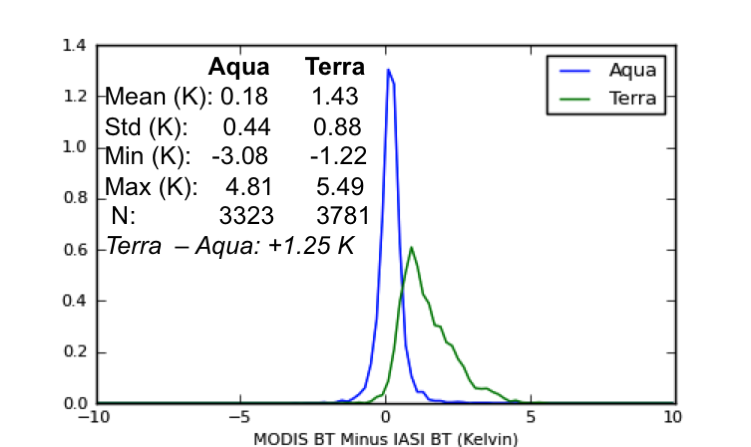 1.4
Aqua Terra
Aqua
Terra
1.2
Mean (K): 0.18 1.43
Std (K): 0.44 0.88
1.0
Min (K): -3.08 -1.22
0.8
Max (K): 4.81 5.49
N: 3323 3781
0.6
Terra – Aqua: +1.25 K
0.4
0.2
0.0
−10 −5 0 5 10
MODIS BT Minus IASI BT (Kelvin)